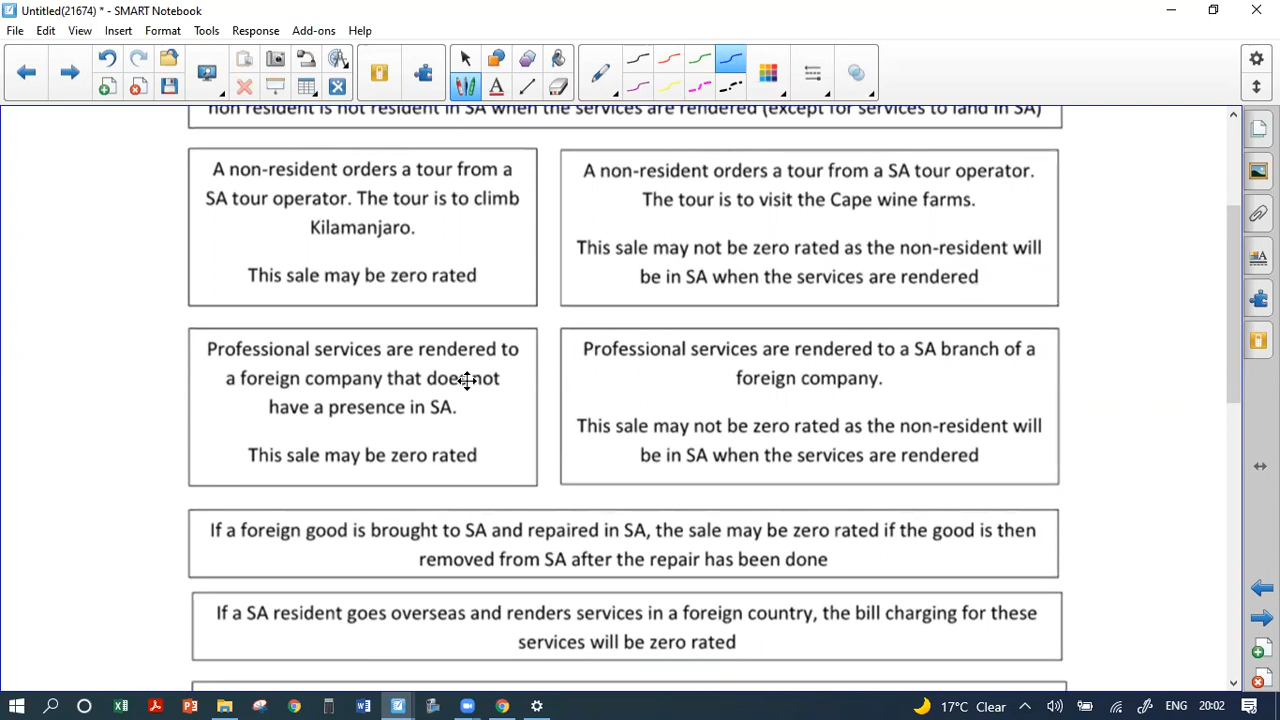 Untitled(21674) * - SMART Notebook
File Edit View Insert Format Tools Response Add-ons Help
non resident is not resident in SA when the services are rendered (except for services to land in SA)
A non-resident orders a tour from a
SA tour operator. The tour is to climb
Kilamanjaro.
This sale may be zero rated
A non-resident orders a tour from a SA tour operator.
The tour is to visit the Cape wine farms.
This sale may not be zero rated as the non-resident will
be in SA when the services are rendered
Professional services are rendered to
a foreign company that does not
have a presence in SA.
This sale may be zero rated
Professional services are rendered to a SA branch of a
foreign company.
This sale may not be zero rated as the non-resident will
be in SA when the services are rendered
If a foreign good is brought to SA and repaired in SA, the sale may be zero rated if the good is then
removed from SA after the repair has been done
If a SA resident goes overseas and renders services in a foreign country, the bill charging for these
services will be zero rated
17°C Clear ENG 20:02